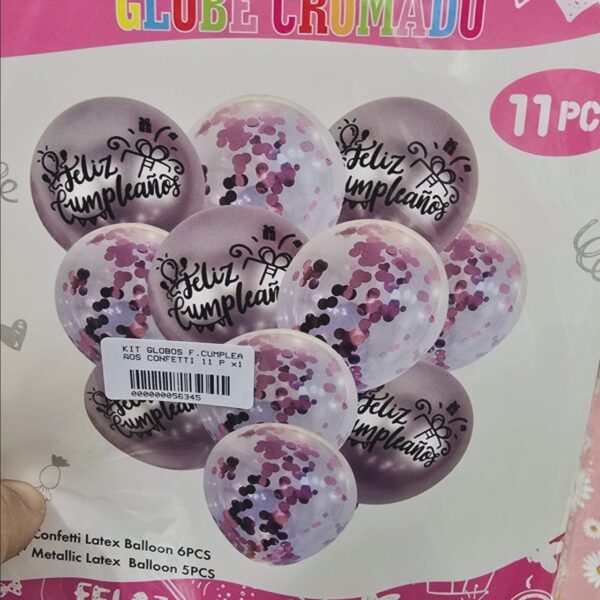 GLOBE CROMADO
11PC
Feliz
Cumpleaños
Feliz
Cumpleaños
Feliz
Cumpleaños
KIT GLOBOS F.CUMPLEA
ÑOS CONFETTI 11 P x1
000000056345
Cumpleaños
Feliz
Cumpleaños
Confetti Latex Balloon 6PCS
Metallic Latex Balloon 5PCS